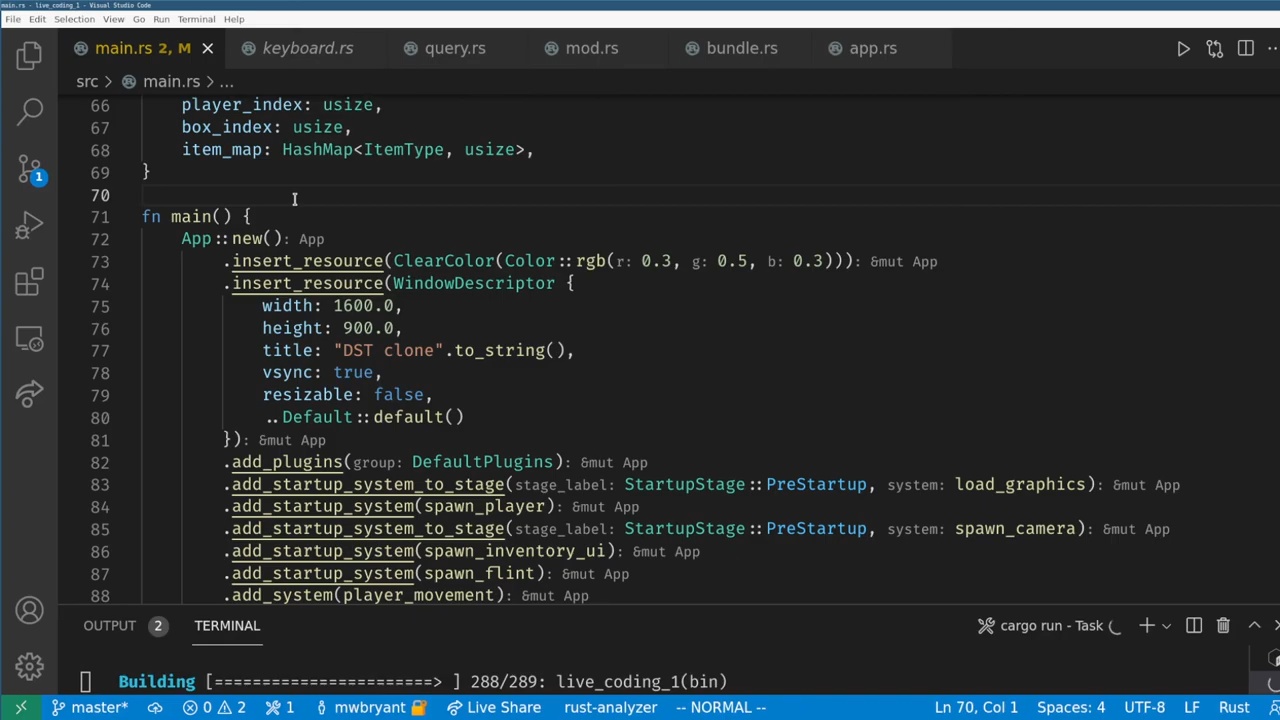 main.rs - live_coding_1 - Visual Studio Code
File Edit Selection View Go Run Terminal Help
main.rs 2, M keyboard.rs query.rs mod.rs bundle.rs app.rs
src > main.rs > ...
66 player_index: usize,
67 box_index: usize,
68 item_map: HashMap<ItemType, usize>,
69 }
70
71 fn main() {
72 App::new(): App
73 .insert_resource(ClearColor(Color::rgb(r: 0.3, g: 0.5, b: 0.3))): &mut App
74 .insert_resource(WindowDescriptor {
75 width: 1600.0,
76 height: 900.0,
77 title: "DST clone".to_string(),
78 vsync: true,
79 resizable: false,
80 ..Default::default()
81 }): &mut App
82 .add_plugins(group: DefaultPlugins): &mut App
83 .add_startup_system_to_stage(stage_label: StartupStage::PreStartup, system: load_graphics): &mut App
84 .add_startup_system(spawn_player): &mut App
85 .add_startup_system_to_stage(stage_label: StartupStage::PreStartup, system: spawn_camera): &mut App
86 .add_startup_system(spawn_inventory_ui): &mut App
87 .add_startup_system(spawn_flint): &mut App
88 .add_system(player_movement): &mut App
1
OUTPUT 2 TERMINAL cargo run - Task
Building [=======================> ] 288/289: live_coding_1(bin)
master* 0 2 1 mwbryant Live Share rust-analyzer -- NORMAL -- Ln 70, Col 1 Spaces: 4 UTF-8 LF Rust